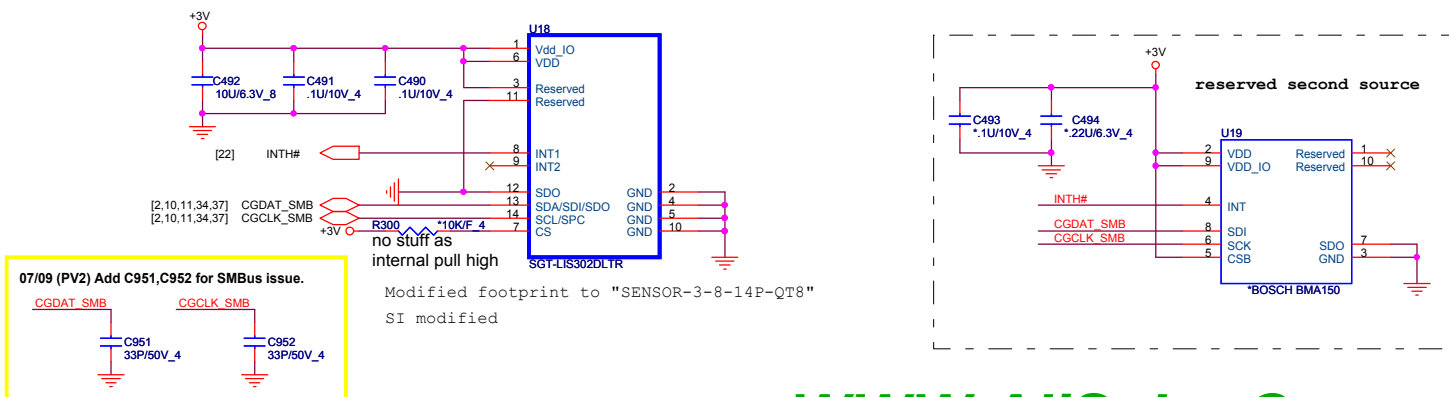 +3V
U18
1 Vdd_IO
6 VDD
C492
10U/6.3V_8
C491
.1U/10V_4
C490
.1U/10V_4
3 Reserved
11 Reserved
[22] INTH#
8 INT1
9 INT2
12 SDO
[2,10,11,34,37] CGDAT_SMB
13 SDA/SDI/SDO
[2,10,11,34,37] CGCLK_SMB
14 SCL/SPC
+3V
R300 *10K/F_4
7 CS
GND 2
GND 4
GND 5
GND 10
no stuff as
internal pull high
SGT-LIS302DLTR
Modified footprint to "SENSOR-3-8-14P-QT8"
SI modified
07/09 (PV2) Add C951,C952 for SMBus issue.
CGDAT_SMB
CGCLK_SMB
C951
33P/50V_4
C952
33P/50V_4
+3V
reserved second source
C493
*.1U/10V_4
C494
*.22U/6.3V_4
U19
2 VDD
9 VDD_IO
Reserved 1
Reserved 10
INTH#
4 INT
CGDAT_SMB
8 SDI
CGCLK_SMB
6 SCK
5 CSB
SDO 7
GND 3
*BOSCH BMA150